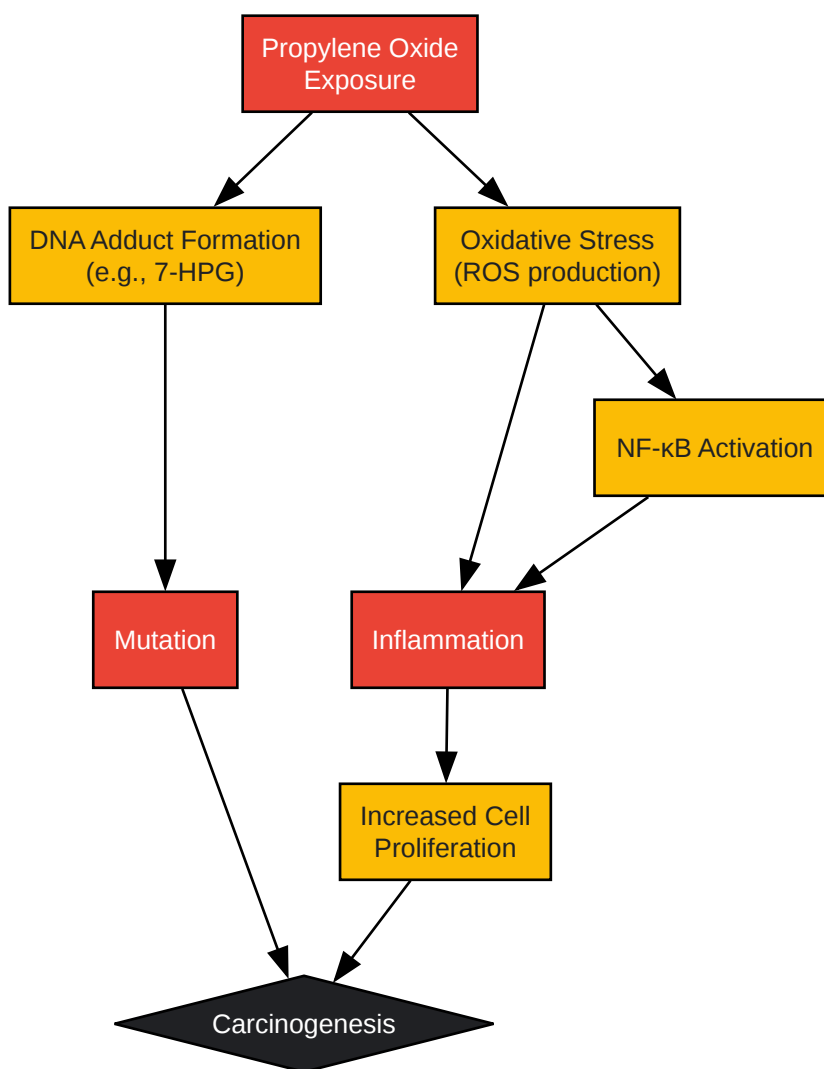 Propylene Oxide
Exposure
DNA Adduct Formation
(e.g., 7-HPG)
Oxidative Stress
(ROS production)
NF-κB Activation
Mutation
Inflammation
Increased Cell
Proliferation
Carcinogenesis